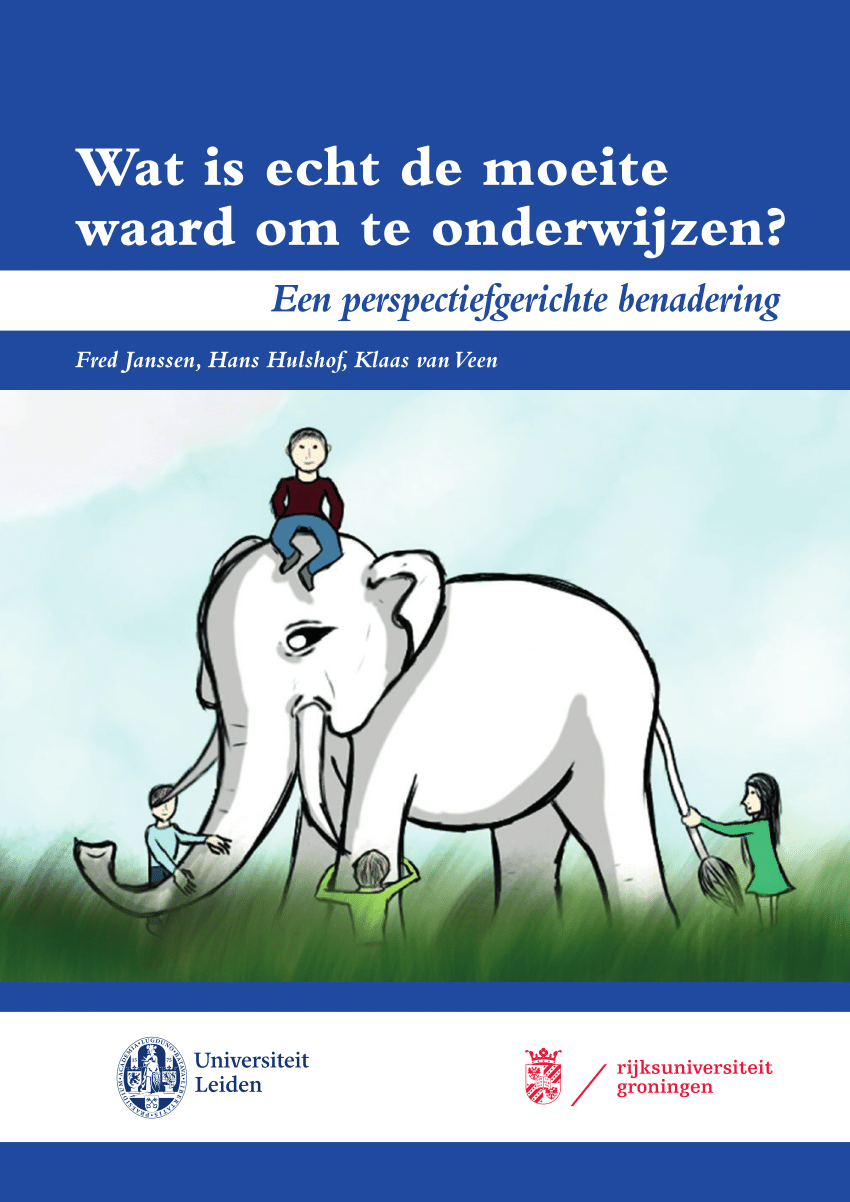 Wat is echt de moeite
waard om te onderwijzen?
Een perspectiefgerichte benadering
Fred Janssen, Hans Hulshof, Klaas van Veen
Universiteit
Leiden
rijksuniversiteit
groningen